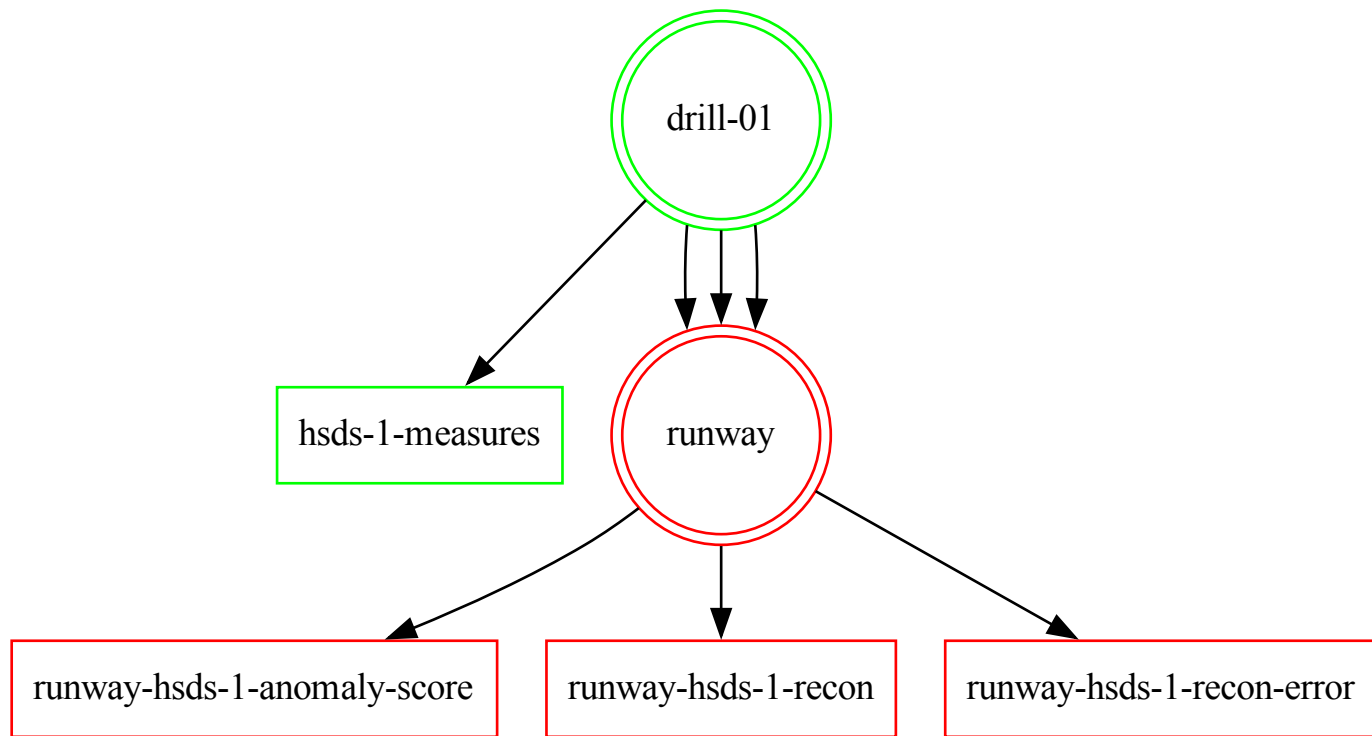 drill-01
hsds-1-measures
runway
runway-hsds-1-anomaly-score
runway-hsds-1-recon
runway-hsds-1-recon-error